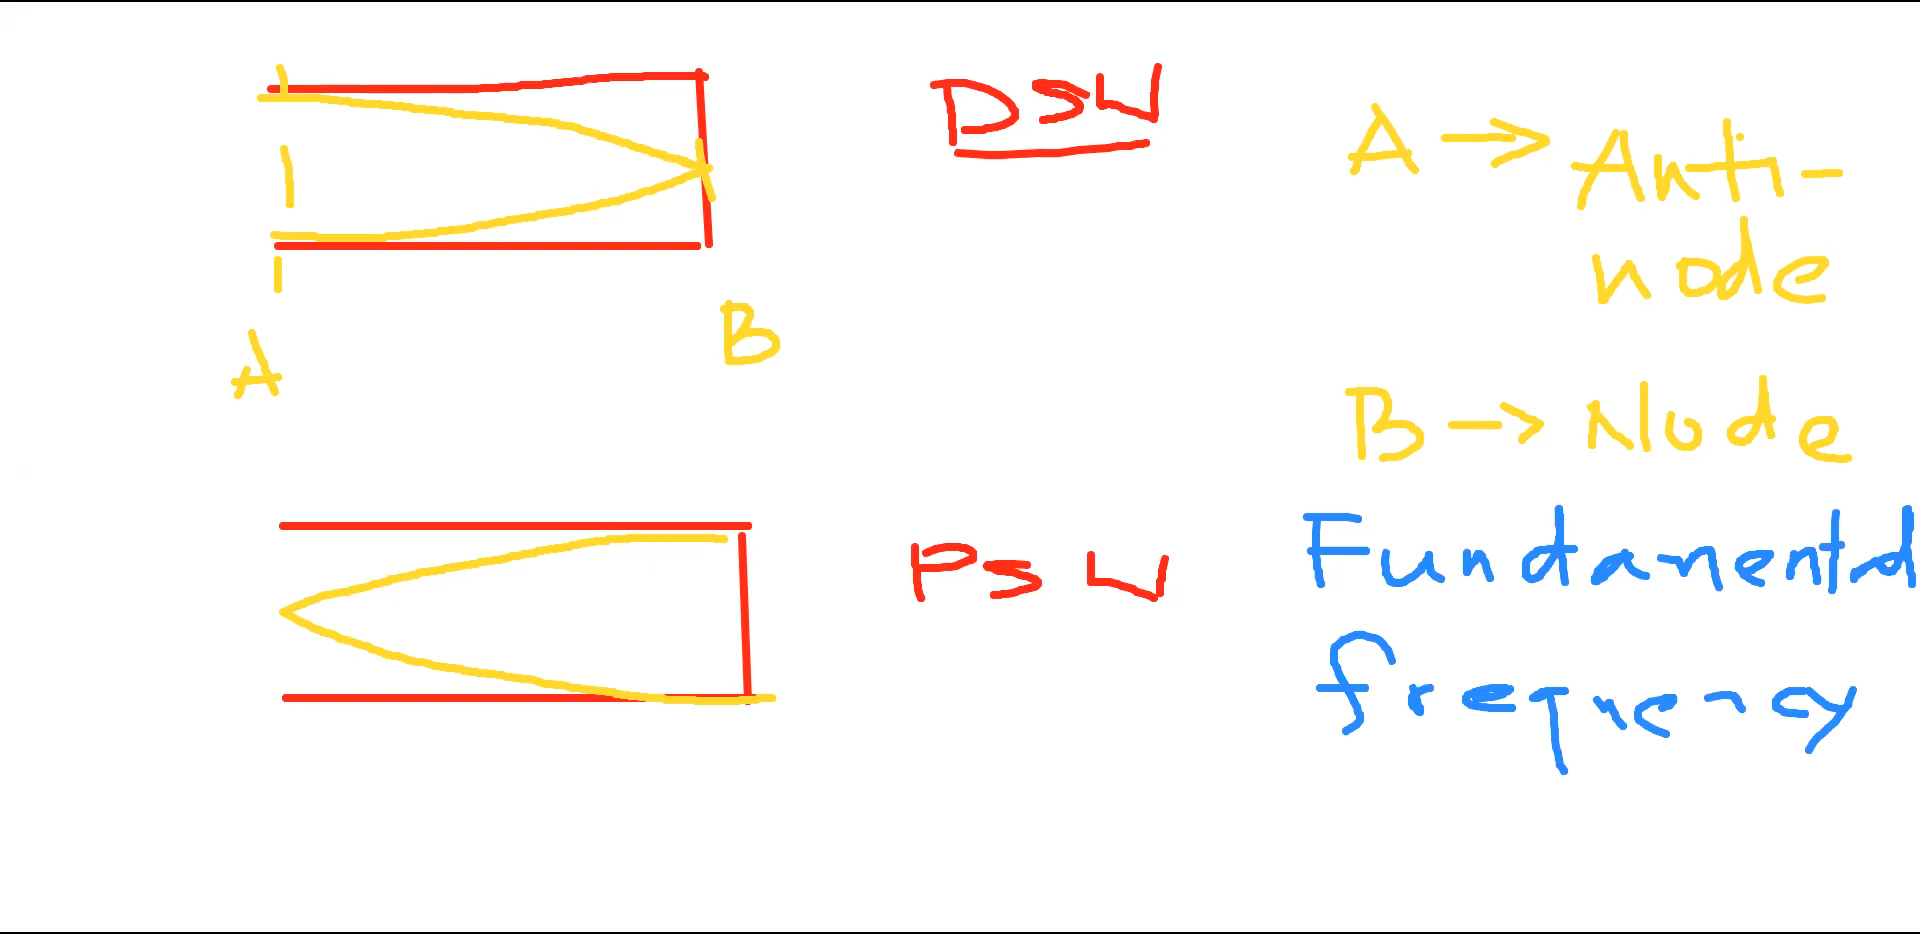 DSW
A → Anti-
node
A
B
B → Node
PSW
Fundamental
frequency